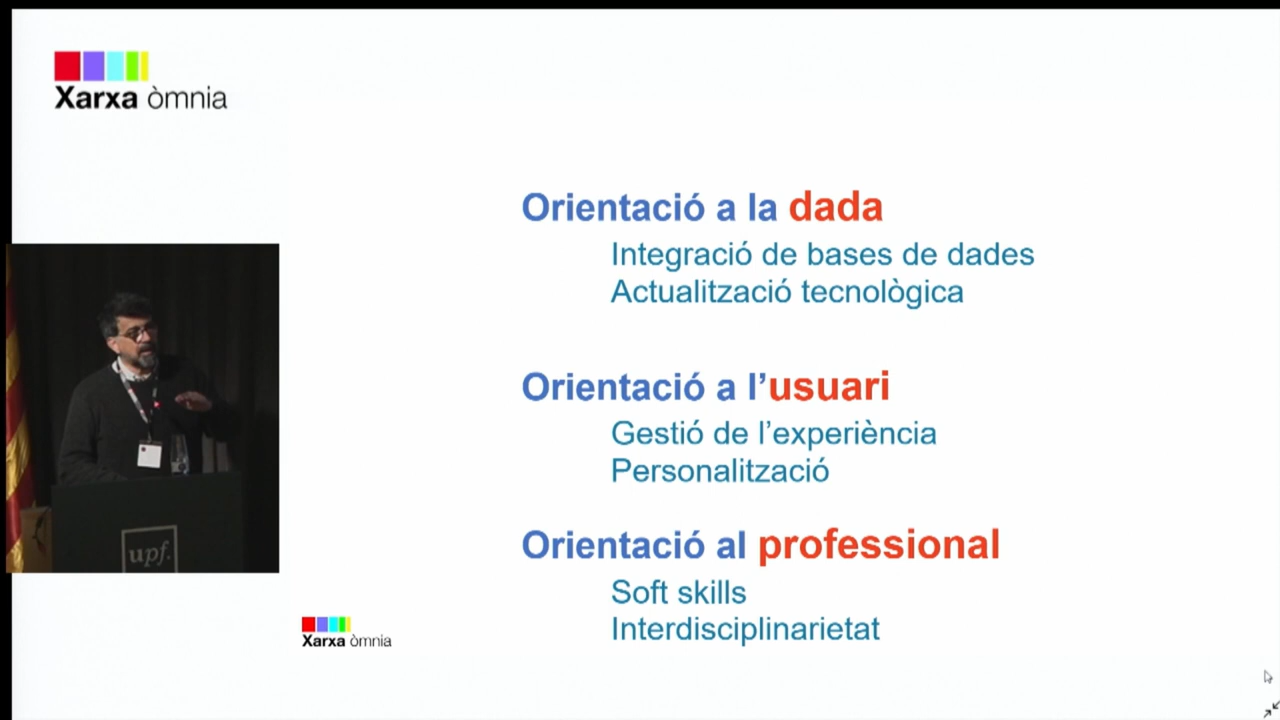 Xarxa òmnia
Orientació a la dada
Integració de bases de dades
Actualització tecnològica
Orientació a l’usuari
Gestió de l’experiència
Personalització
Orientació al professional
Soft skills
Interdisciplinarietat
Xarxa òmnia
upf.